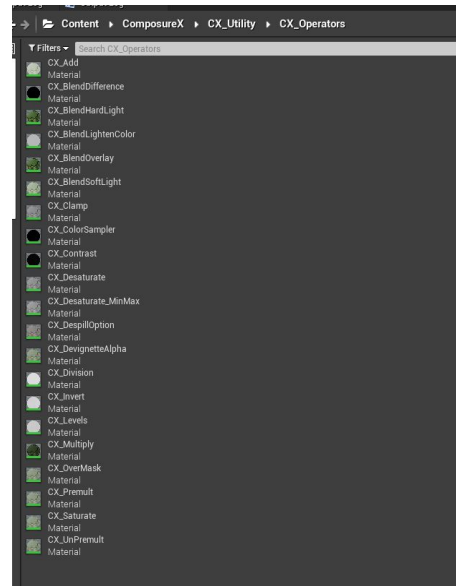 Content ComposureX CX_Utility CX_Operators
Filters Search CX_Operators
CX_Add
Material
CX_BlendDifference
Material
CX_BlendHardLight
Material
CX_BlendLightenColor
Material
CX_BlendOverlay
Material
CX_BlendSoftLight
Material
CX_Clamp
Material
CX_ColorSampler
Material
CX_Contrast
Material
CX_Desaturate
Material
CX_Desaturate_MinMax
Material
CX_DespillOption
Material
CX_DevignetteAlpha
Material
CX_Division
Material
CX_Invert
Material
CX_Levels
Material
CX_Multiply
Material
CX_OverMask
Material
CX_Premult
Material
CX_Saturate
Material
CX_UnPremult
Material